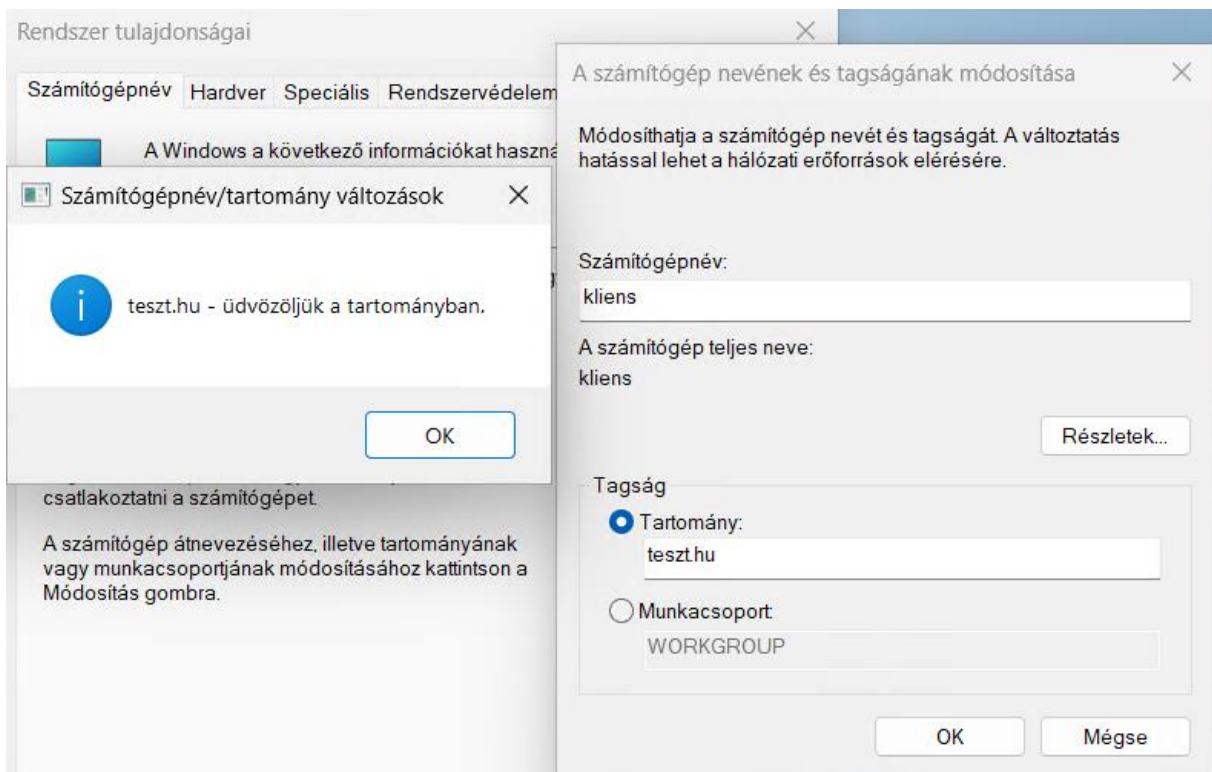 Rendszer tulajdonságai
Számítógépnév Hardver Speciális Rendszervédelem
A Windows a következő információkat haszná
Számítógépnév/tartomány változások
teszt.hu - üdvözöljük a tartományban.
OK
csatlakoztatni a számítógépet.
A számítógép átnevezéséhez, illetve tartományának
vagy munkacsoportjának módosításához kattintson a
Módosítás gombra.
A számítógép nevének és tagságának módosítása
Módosíthatja a számítógép nevét és tagságát. A változtatás
hatással lehet a hálózati erőforrások elérésére.
Számítógépnév:
kliens
A számítógép teljes neve:
kliens
Részletek...
Tagság
Tartomány:
teszt.hu
Munkacsoport:
WORKGROUP
OK Mégse